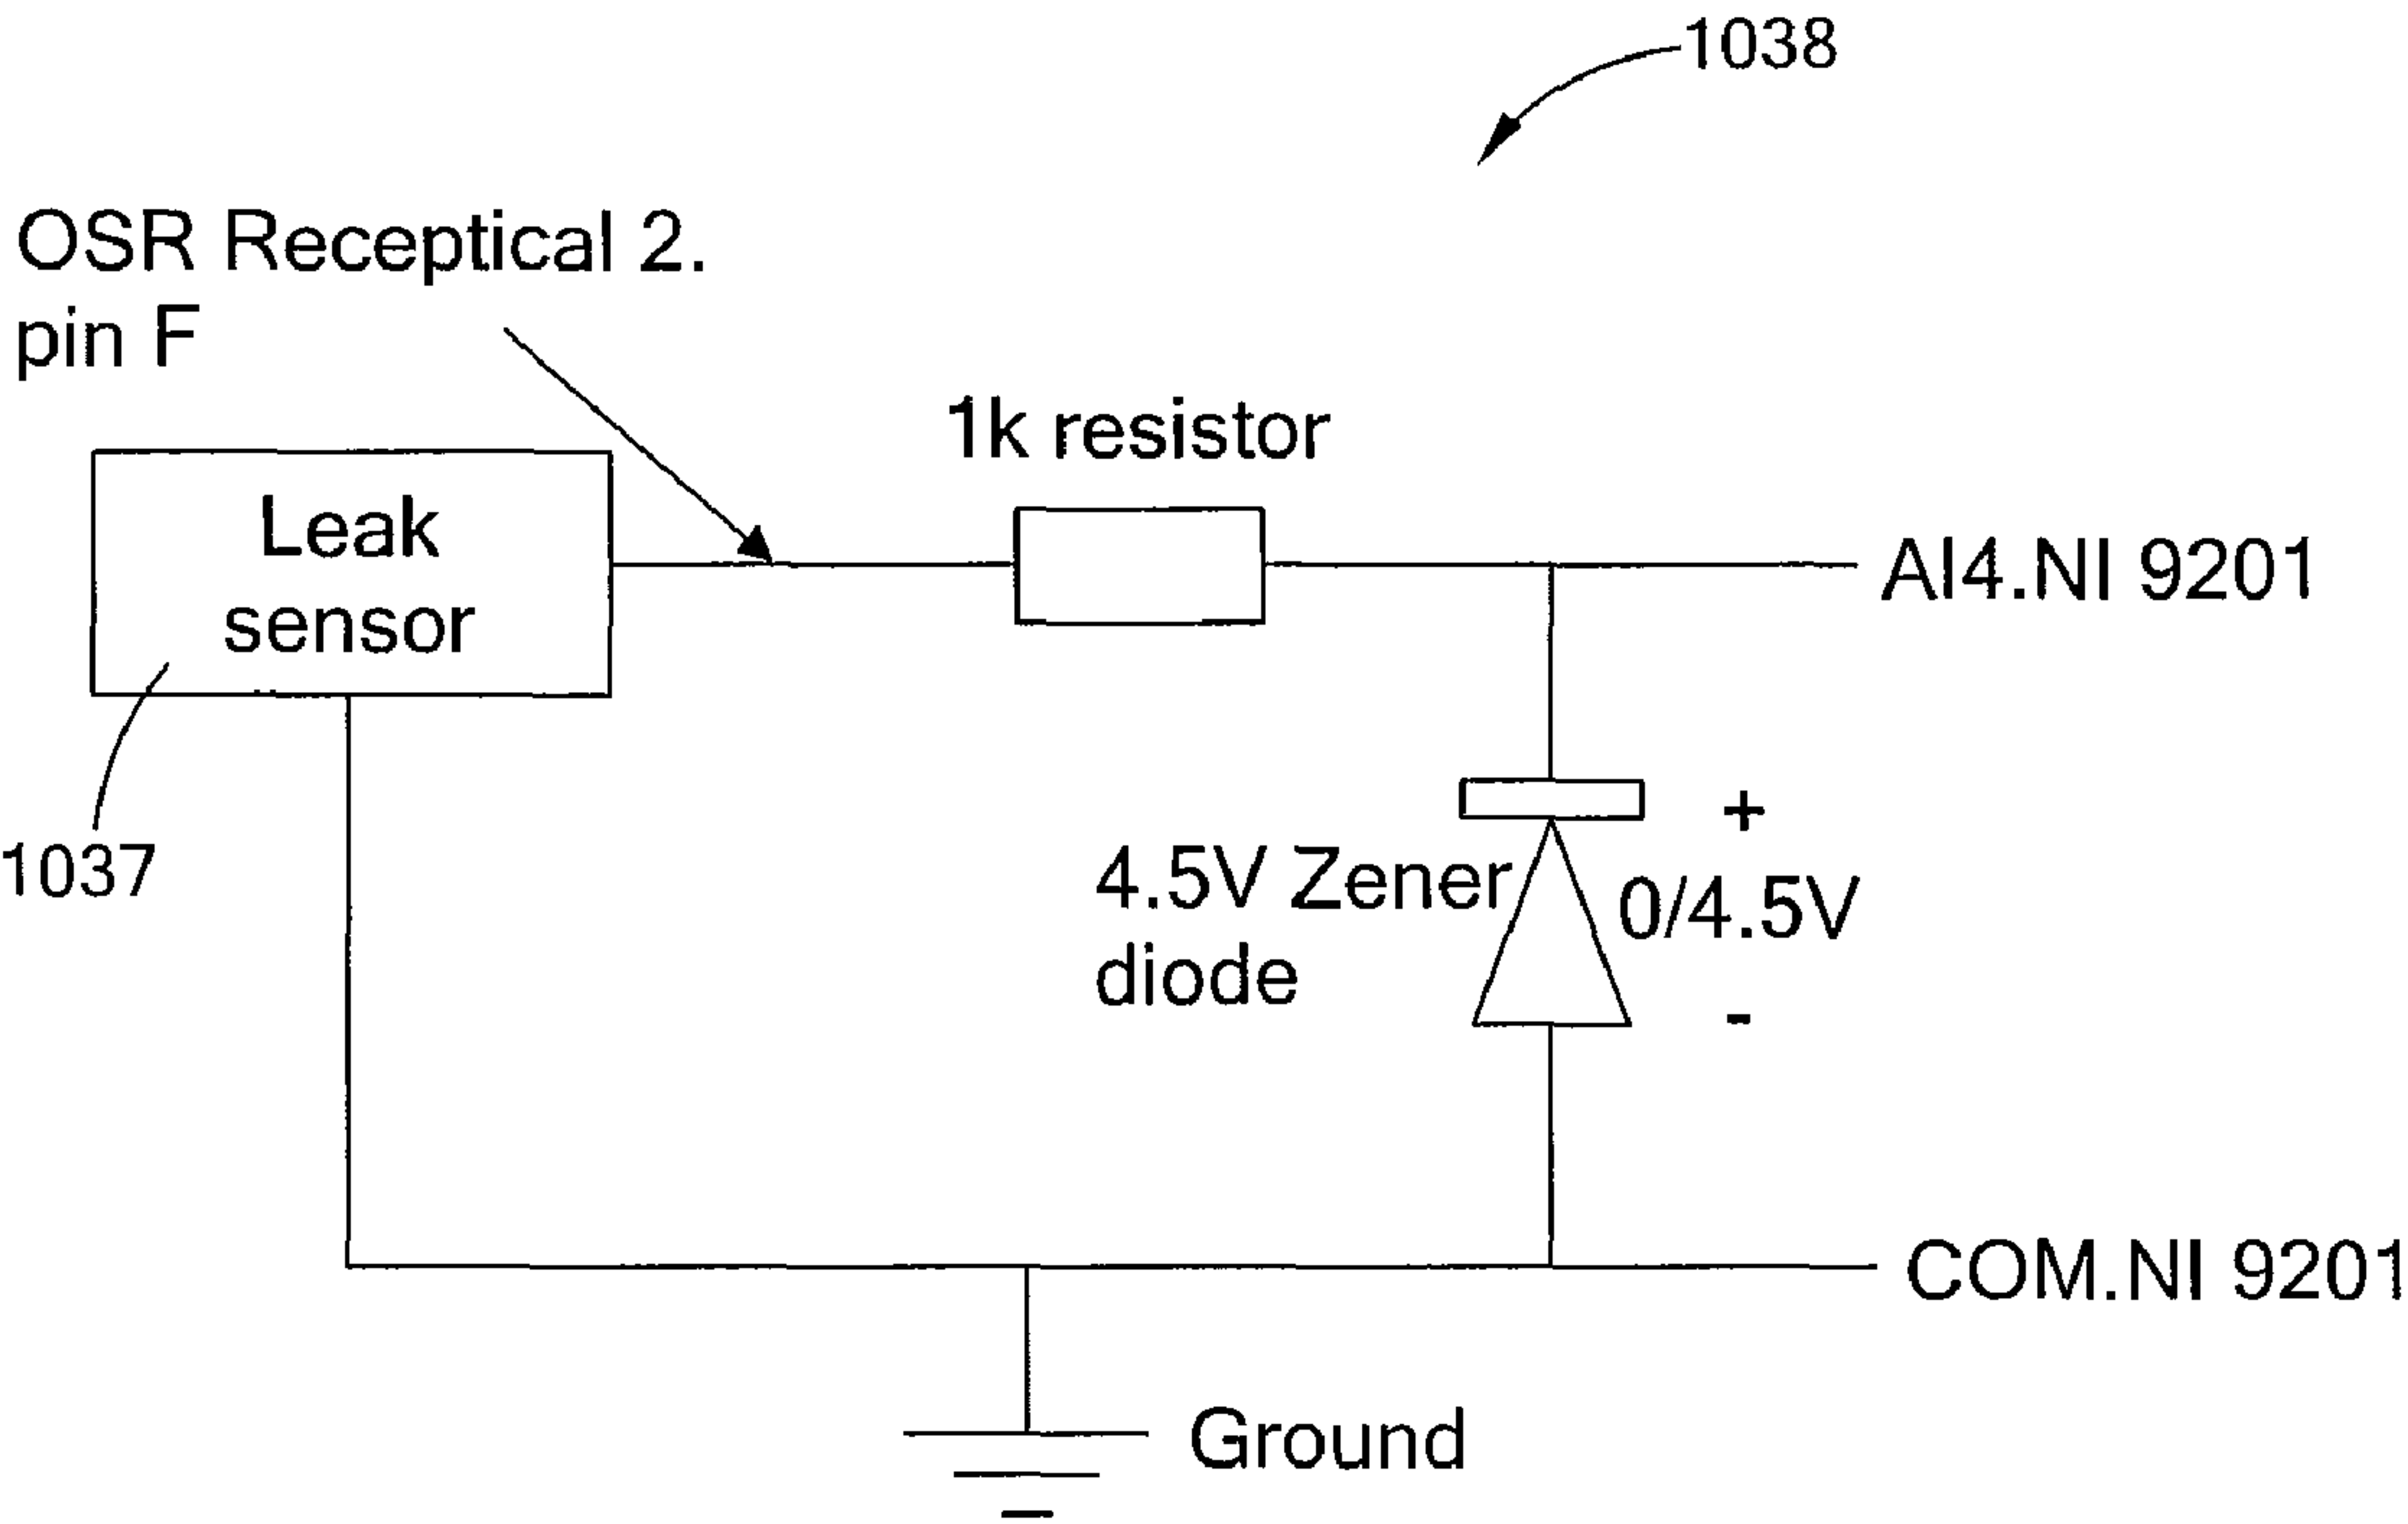 1038
OSR Receptical 2.
pin F
1k resistor
Leak
sensor
AI4.NI 9201
1037
+
4.5V Zener
0/4.5V
diode
-
COM.NI 9201
Ground